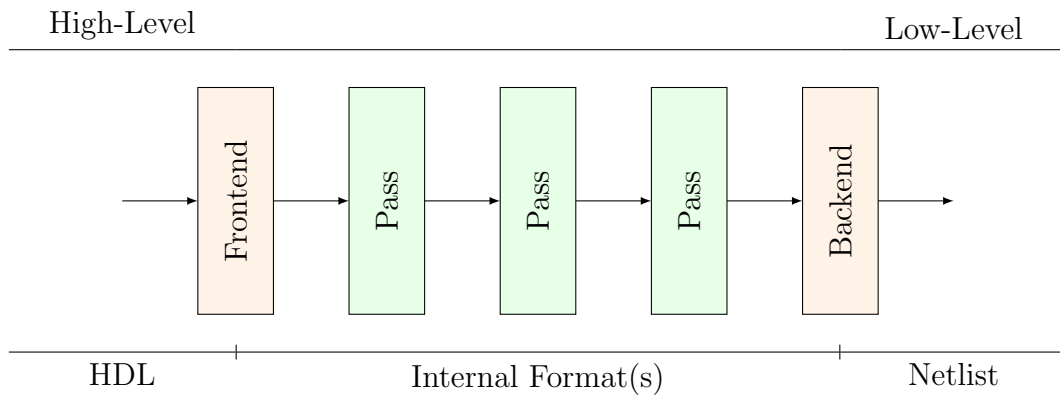 High-Level
Low-Level
Frontend
Pass
Pass
Pass
Backend
HDL
Internal Format(s)
Netlist